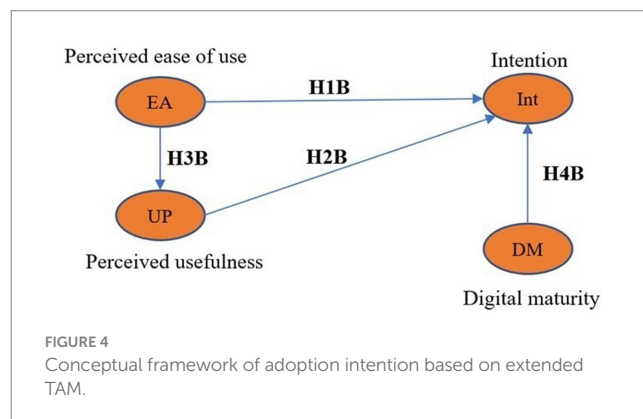 Perceived ease of use
Intention
EA
H1B
Int
H3B
H2B
H4B
UP
DM
Perceived usefulness
Digital maturity
FIGURE 4
Conceptual framework of adoption intention based on extended
TAM.